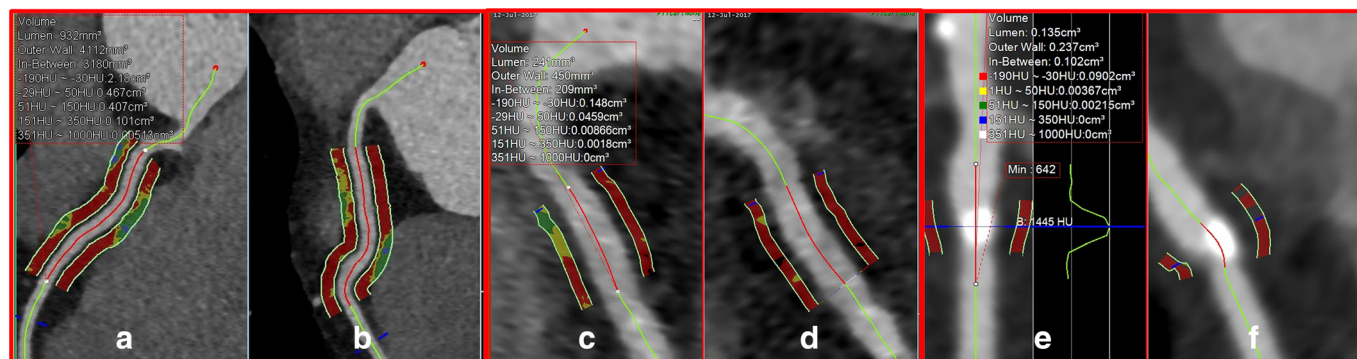 Volume
Lumen: 932mm³
Outer Wall: 4112mm³
In-Between: 3180mm³
-190HU ~ -30HU:2.18cm³
-29HU ~ 50HU:0.467cm³
51HU ~ 150HU:0.407cm³
151HU ~ 350HU:0.101cm³
351HU ~ 1000HU:0.00513cm³
a
b
12-Jul-2017
Volume
Lumen: 241mm³
Outer Wall: 450mm³
In-Between: 209mm³
-190HU ~ -30HU:0.148cm³
-29HU ~ 50HU:0.0459cm³
51HU ~ 150HU:0.00866cm³
151HU ~ 350HU:0.0018cm³
351HU ~ 1000HU:0cm³
c
12-Jul-2017
d
Volume
Lumen: 0.135cm³
Outer Wall: 0.237cm³
In-Between: 0.102cm³
-190HU ~ -30HU:0.0902cm³
1HU ~ 50HU:0.00367cm³
51HU ~ 150HU:0.00215cm³
151HU ~ 350HU:0cm³
351HU ~ 1000HU:0cm³
Min : 642
B: 1445 HU
e
f